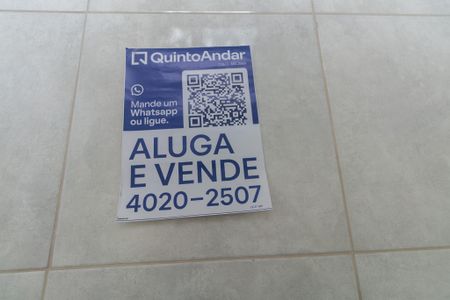 QuintoAndar
Mande um
Whatsapp
ou ligue.
ALUGA
E VENDE
4020-2507